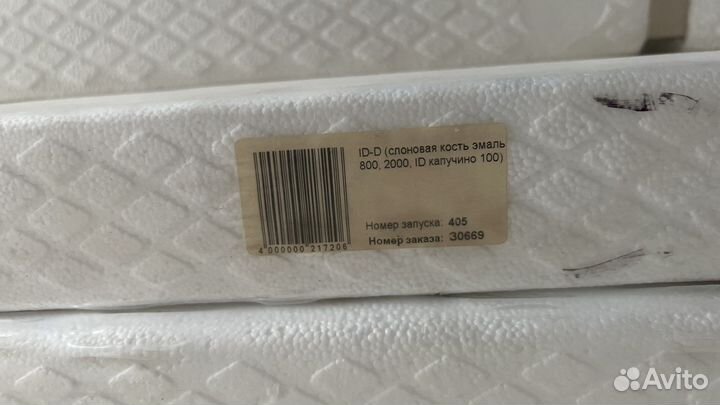 ID-D (слоновая кость эмаль
800, 2000, ID капучино 100)
Номер запуска: 405
Номер заказа: 30669
4 000000 217206
Avito